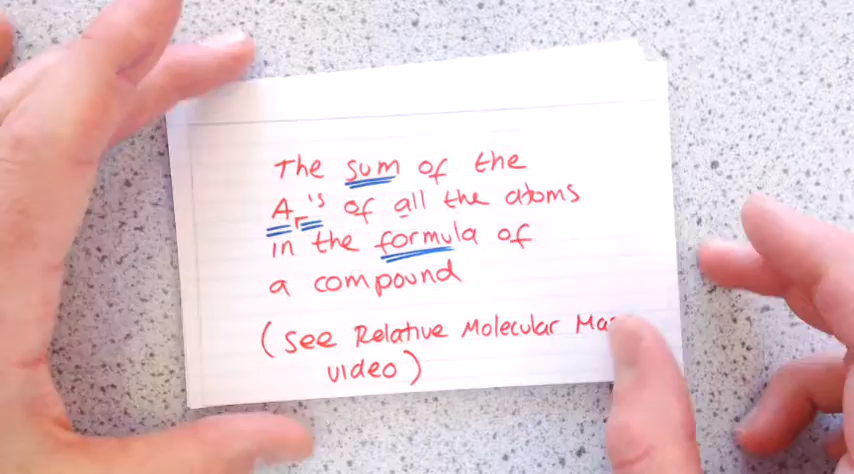 The sum of the
Ar's of all the atoms
in the formula of
a compound
(see Relative Molecular
video)